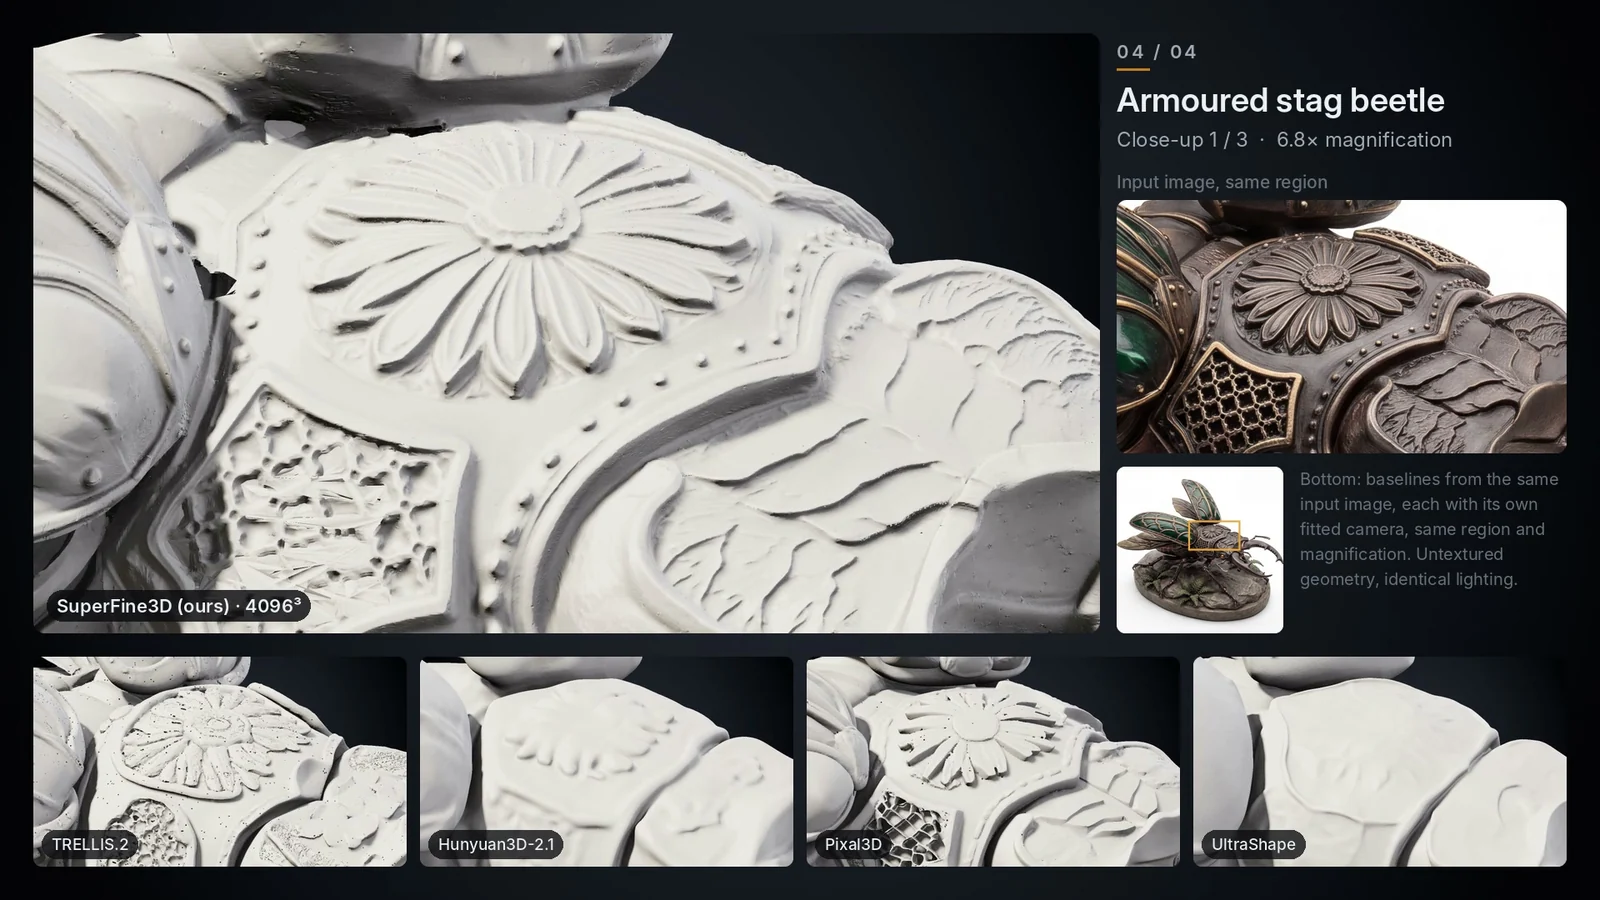 04 / 04
Armoured stag beetle
Close-up 1 / 3 · 6.8× magnification
Input image, same region
Bottom: baselines from the same
input image, each with its own
fitted camera, same region and
magnification. Untextured
geometry, identical lighting.
SuperFine3D (ours) · 4096³
TRELLIS.2
Hunyuan3D-2.1
Pixal3D
UltraShape